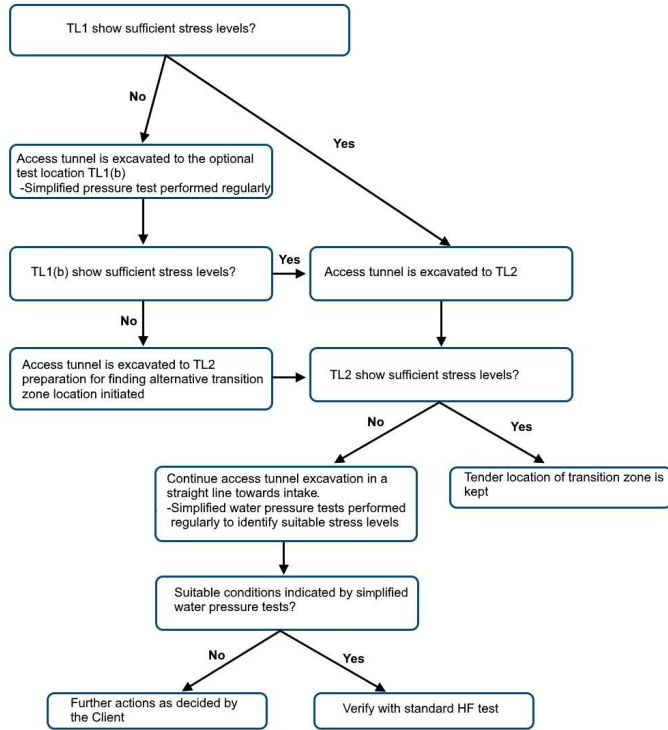 TL1 show sufficient stress levels?
No
Yes
Access tunnel is excavated to the optional
test location TL1(b)
-Simplified pressure test performed regularly
TL1(b) show sufficient stress levels?
Yes
Access tunnel is excavated to TL2
No
Access tunnel is excavated to TL2
preparation for finding alternative transition
zone location initiated
TL2 show sufficient stress levels?
No
Yes
Continue access tunnel excavation in a
straight line towards intake.
-Simplified water pressure tests performed
regularly to identify suitable stress levels
Tender location of transition zone is
kept
Suitable conditions indicated by simplified
water pressure tests?
No
Yes
Further actions as decided by
the Client
Verify with standard HF test